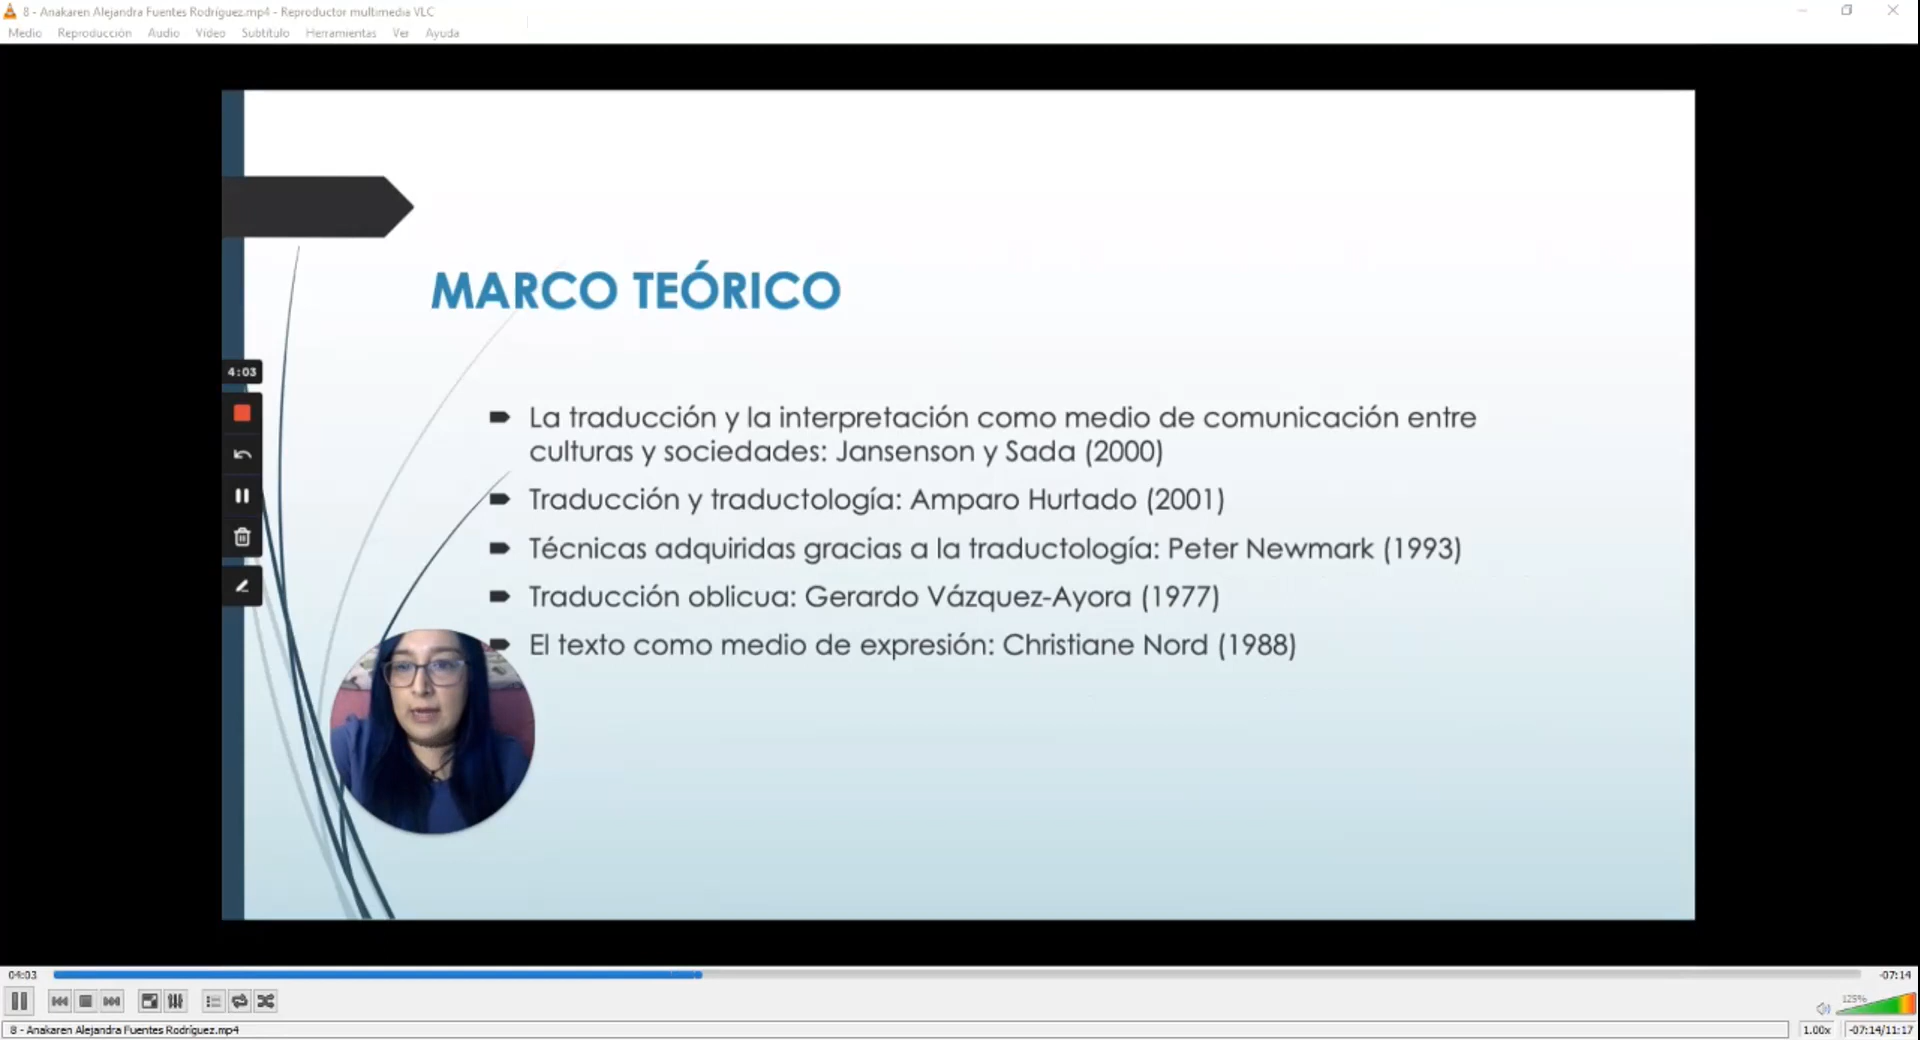 8 - Anakaren Alejandra Fuentes Rodríguez.mp4 - Reproductor multimedia VLC
Medio Reproducción Audio Vídeo Subtítulo Herramientas Ver Ayuda
MARCO TEÓRICO
4:03
La traducción y la interpretación como medio de comunicación entre
culturas y sociedades: Jansenson y Sada (2000)
Traducción y traductología: Amparo Hurtado (2001)
Técnicas adquiridas gracias a la traductología: Peter Newmark (1993)
Traducción oblicua: Gerardo Vázquez-Ayora (1977)
El texto como medio de expresión: Christiane Nord (1988)
04:03 -07:14
125%
8 - Anakaren Alejandra Fuentes Rodríguez.mp4 1.00x -07:14/11:17